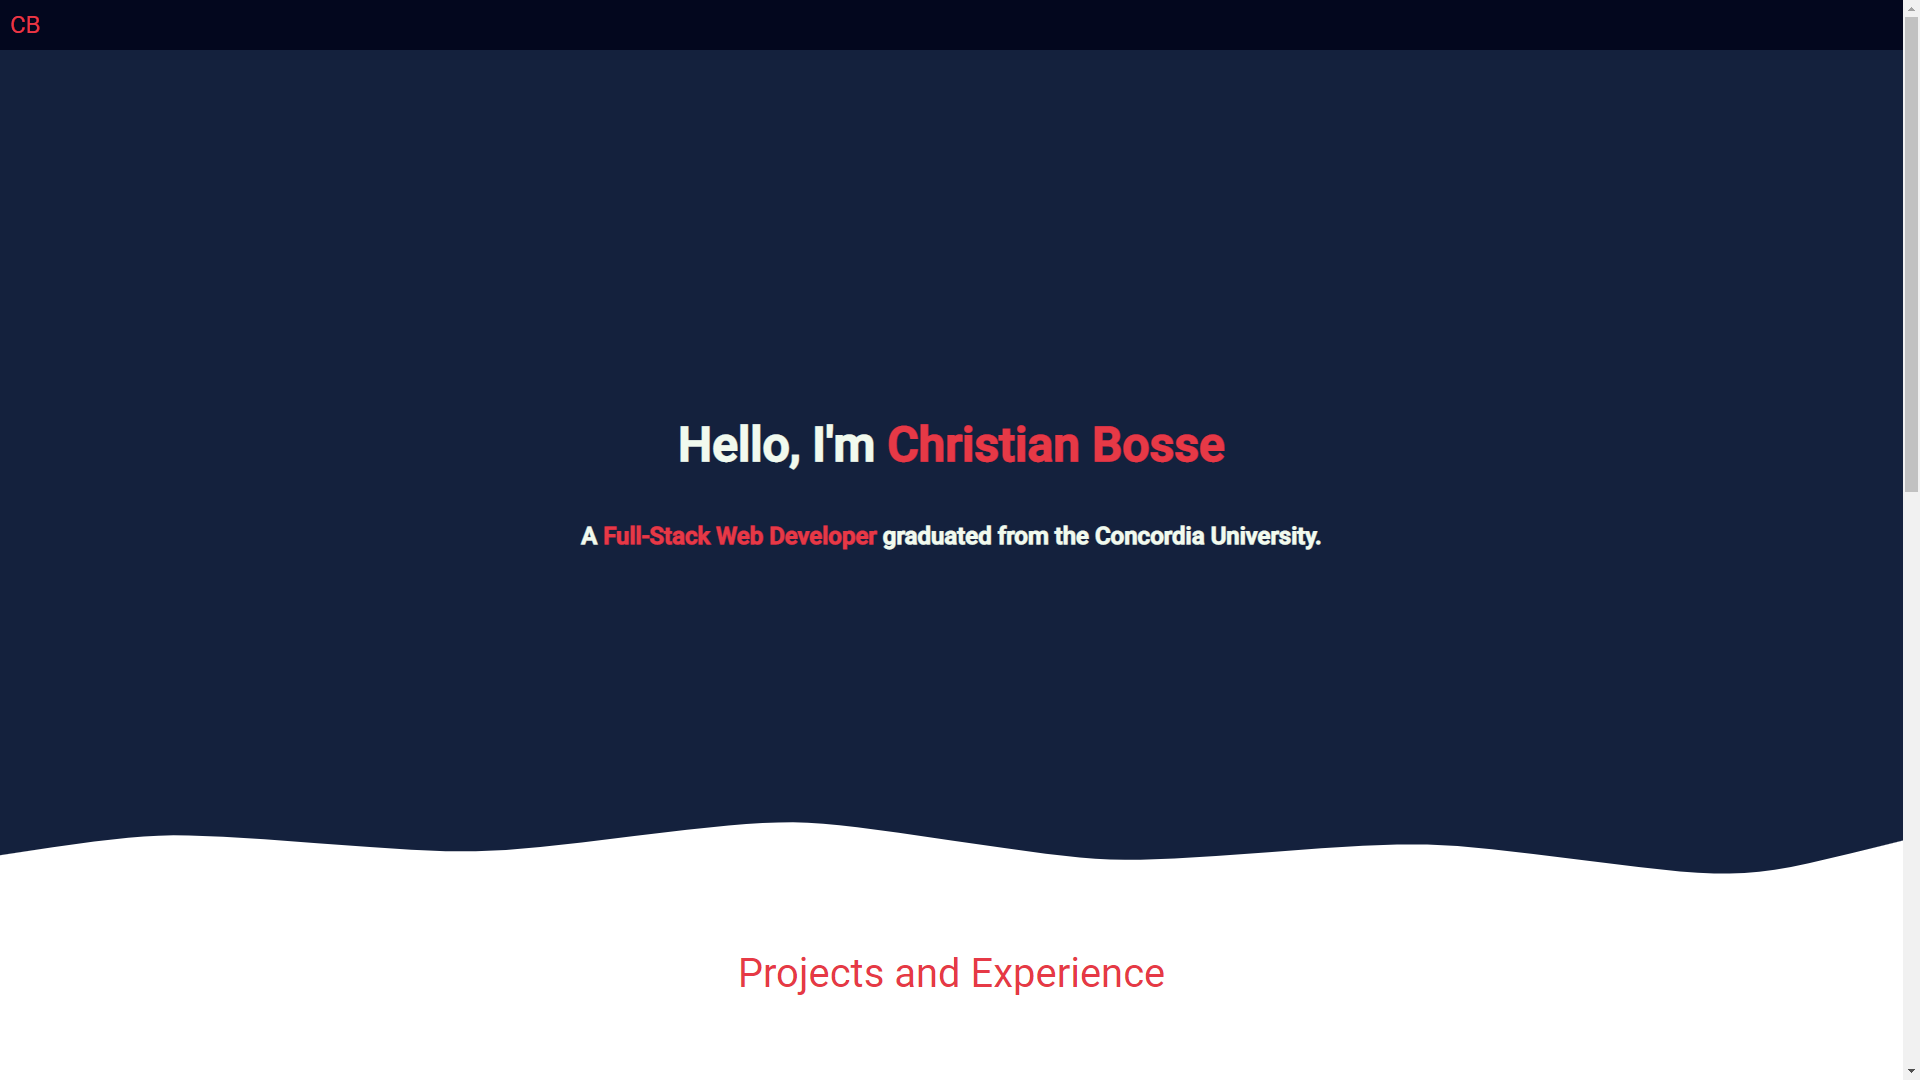 CB
Hello, I'm Christian Bosse
A Full-Stack Web Developer graduated from the Concordia University.
Projects and Experience